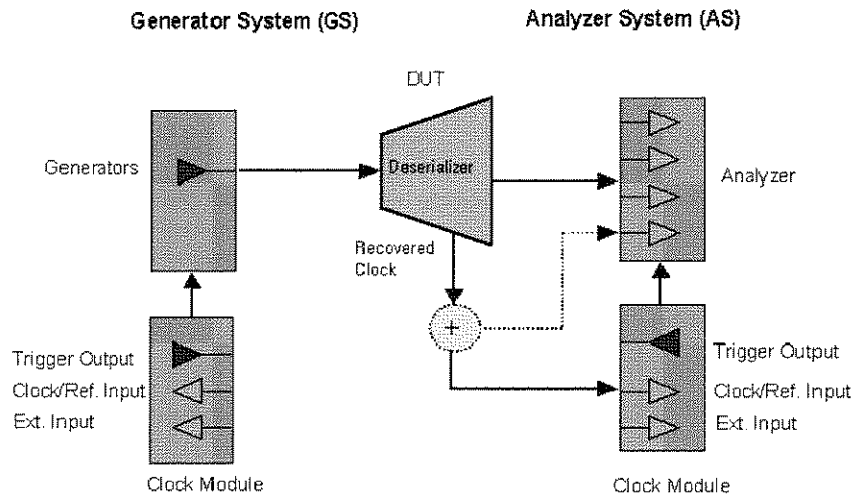 Generator System (GS)
Analyzer System (AS)
DUT
Generators
Deserializer
Analyzer
Recovered
Clock
+
Trigger Output
Clock/Ref. Input
Ext. Input
Clock Module
Trigger Output
Clock/Ref. Input
Ext. Input
Clock Module